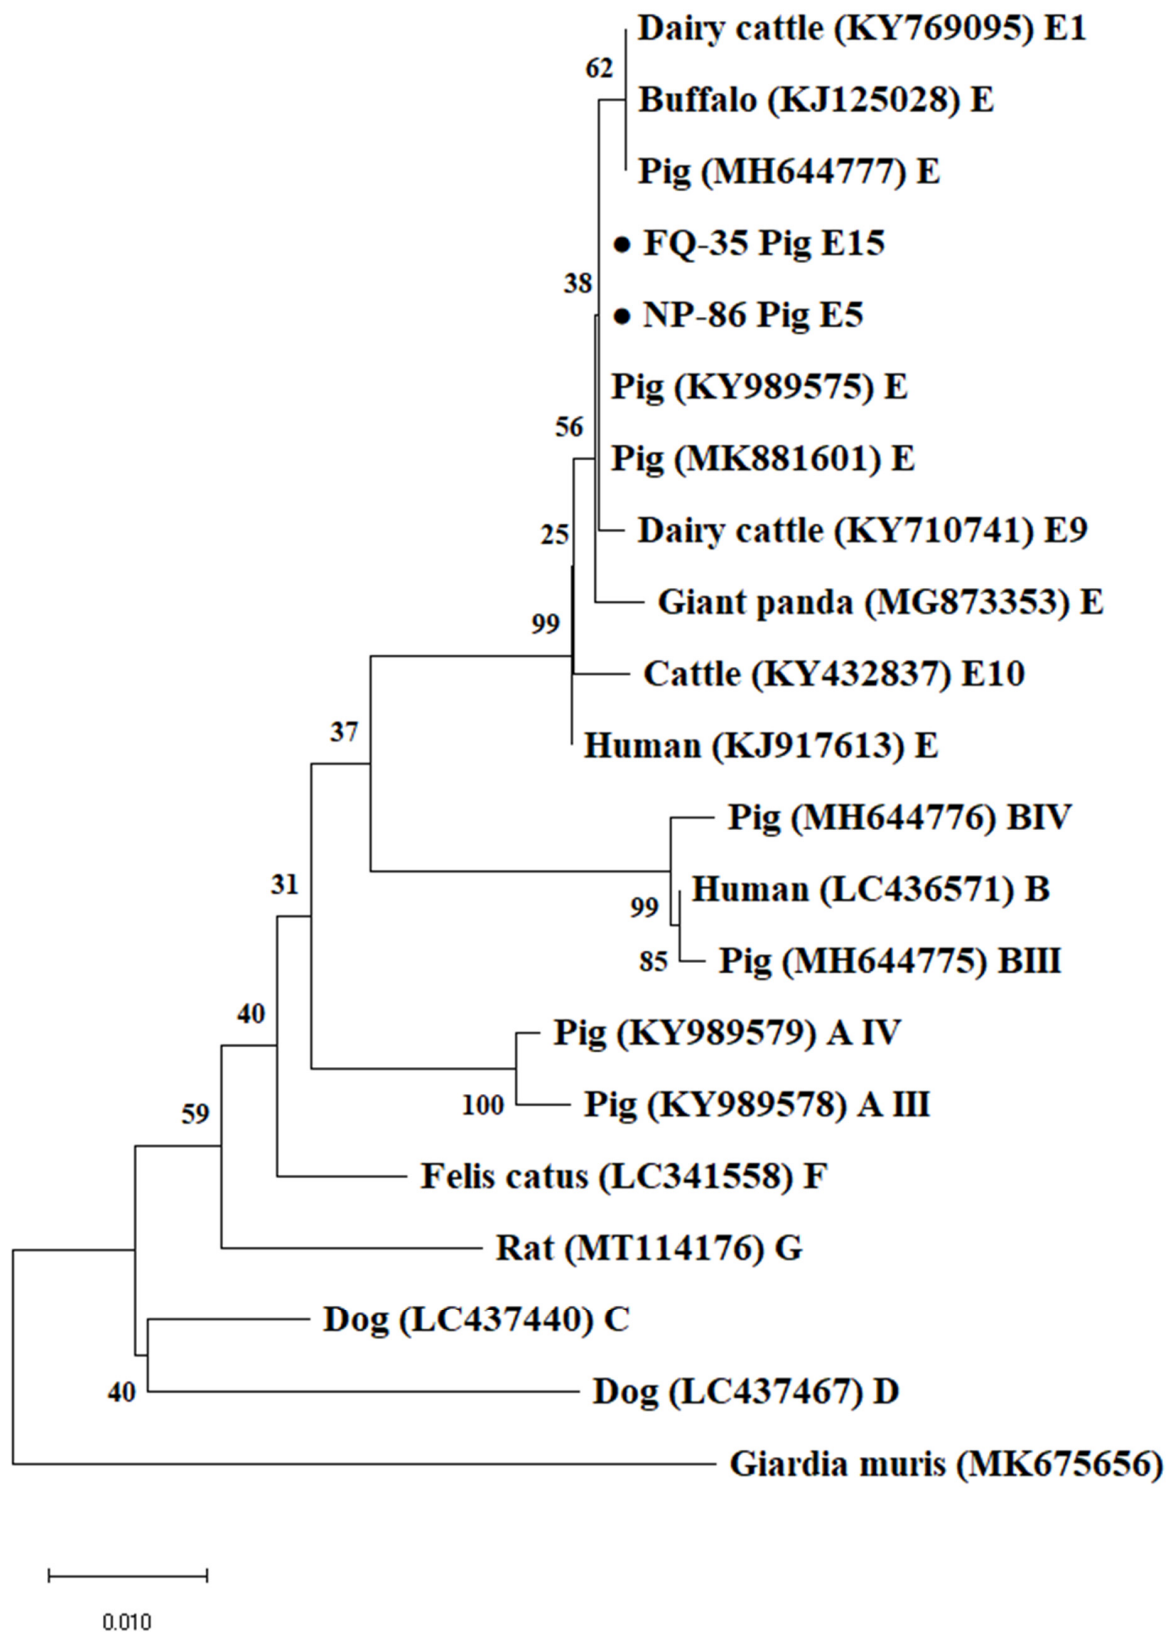 Dairy cattle (KY769095) E1
62
Buffalo (KJ125028) E
Pig (MH644777) E
● FQ-35 Pig E15
38
● NP-86 Pig E5
Pig (KY989575) E
56
Pig (MK881601) E
25
Dairy cattle (KY710741) E9
Giant panda (MG873353) E
99
Cattle (KY432837) E10
37
Human (KJ917613) E
Pig (MH644776) BIV
31
Human (LC436571) B
99
85
Pig (MH644775) BIII
40
Pig (KY989579) A IV
100
Pig (KY989578) A III
59
Felis catus (LC341558) F
Rat (MT114176) G
Dog (LC437440) C
40
Dog (LC437467) D
Giardia muris (MK675656)
0.010